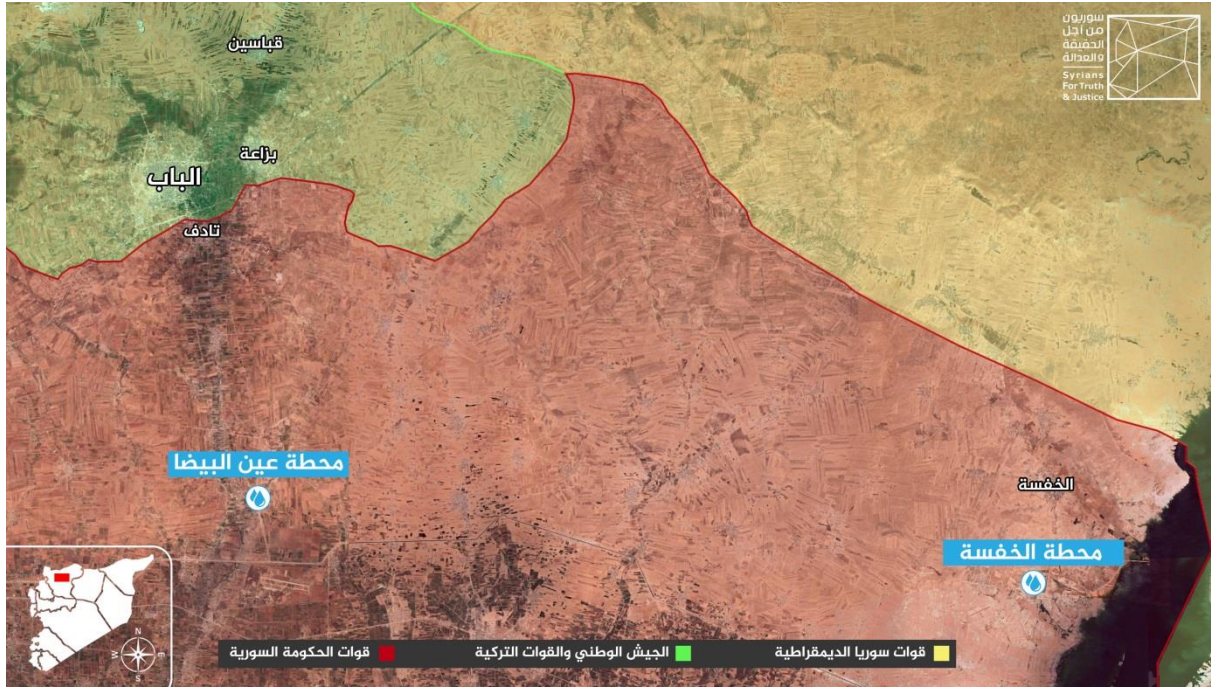 سوريون
من أجل
الحقيقة
والعدالة
Syrians
For Truth
& Justice
قباسين
بزاعة
الباب
تادف
محطة عين البيضا
الخفسة
محطة الخفسة
N
W E
S
قوات سوريا الديمقراطية
الجيش الوطني والقوات التركية
قوات الحكومة السورية